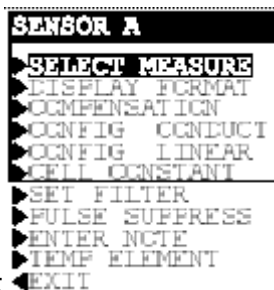 SENSOR A
SELECT MEASURE
DISPLAY FORMAT
COMPENSATION
CONFIG CONDUCT
CONFIG LINEAR
CELL CONSTANT
SET FILTER
PULSE SUPPRESS
ENTER NOTE
TEMP ELEMENT
EXIT